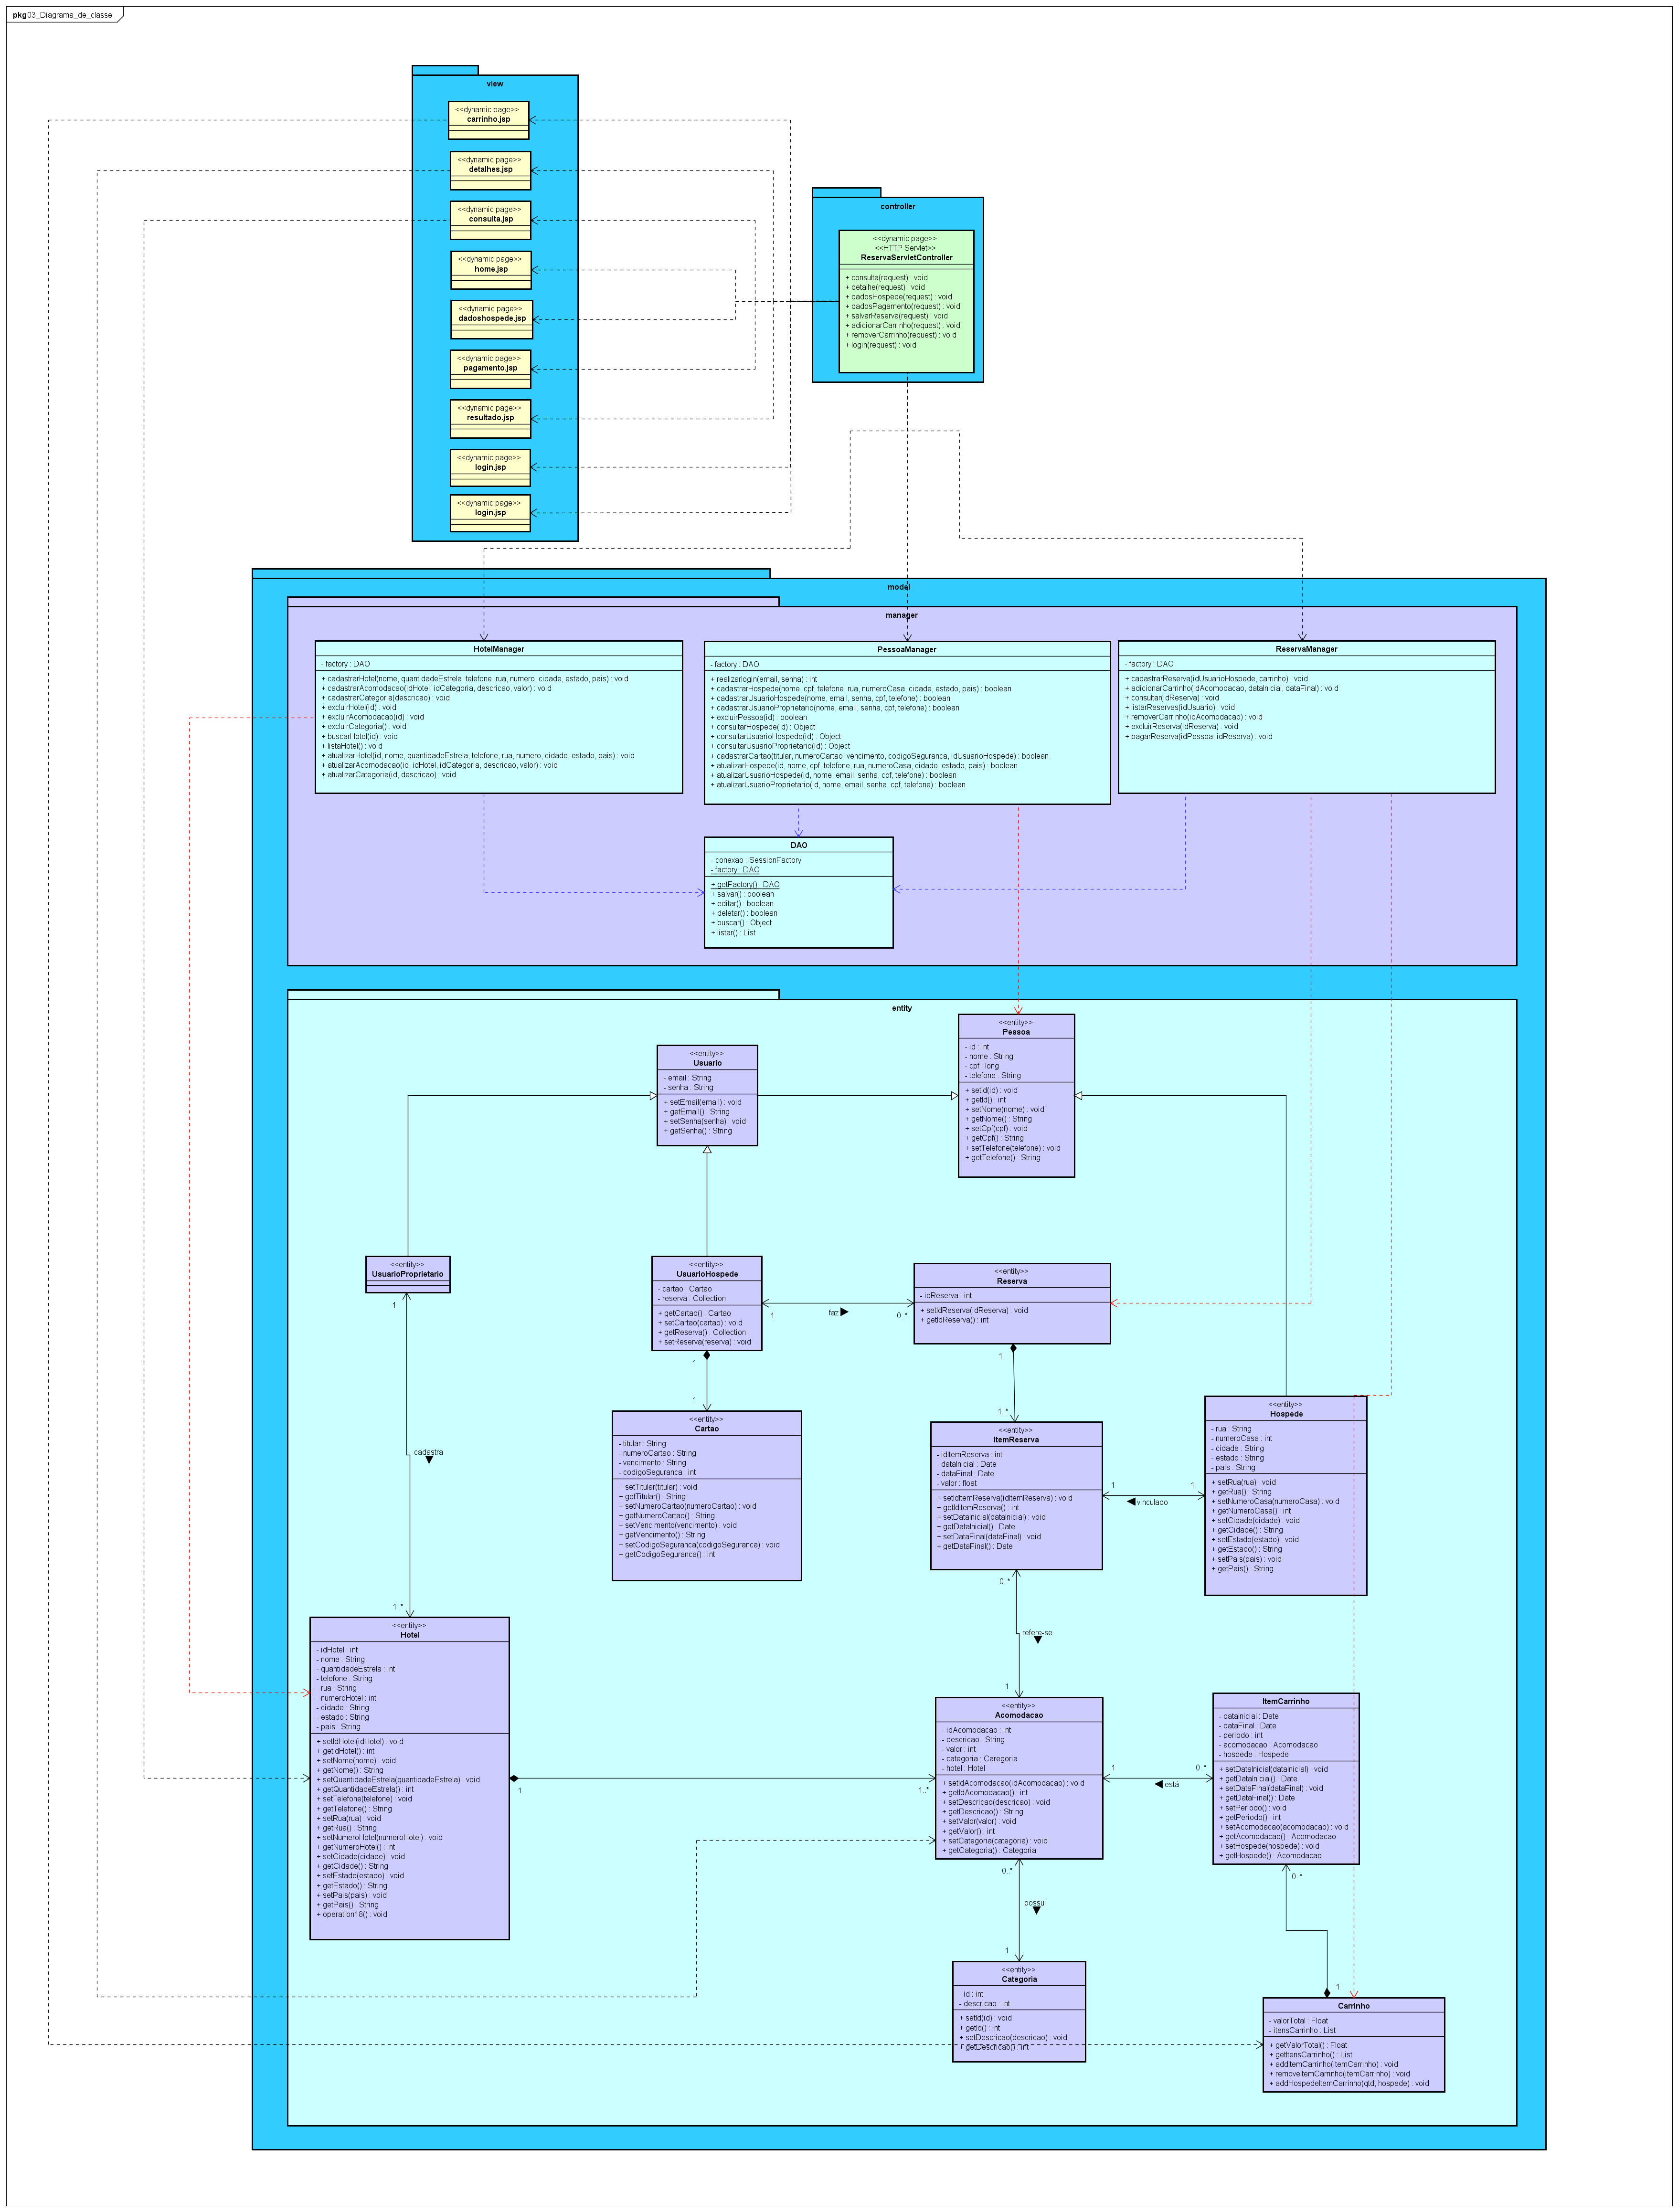 pkg 03_Diagrama_de_classe
view
<<dynamic page>>
carrinho.jsp
<<dynamic page>>
detalhes.jsp
<<dynamic page>>
consulta.jsp
<<dynamic page>>
home.jsp
<<dynamic page>>
dadoshospede.jsp
<<dynamic page>>
pagamento.jsp
<<dynamic page>>
resultado.jsp
<<dynamic page>>
login.jsp
<<dynamic page>>
login.jsp
controller
<<dynamic page>>
<<HTTP Servlet>>
ReservaServletController
+ consulta(request) : void
+ detalhe(request) : void
+ dadosHospede(request) : void
+ dadosPagamento(request) : void
+ salvarReserva(request) : void
+ adicionarCarrinho(request) : void
+ removerCarrinho(request) : void
+ login(request) : void
model
manager
HotelManager
- factory : DAO
+ cadastrarHotel(nome, quantidadeEstrela, telefone, rua, numero, cidade, estado, pais) : void
+ cadastrarAcomodacao(idHotel, idCategoria, descricao, valor) : void
+ cadastrarCategoria(descricao) : void
+ excluirHotel(id) : void
+ excluirAcomodacao(id) : void
+ excluirCategoria() : void
+ buscarHotel(id) : void
+ listaHotel() : void
+ atualizarHotel(id, nome, quantidadeEstrela, telefone, rua, numero, cidade, estado, pais) : void
+ atualizarAcomodacao(id, idHotel, idCategoria, descricao, valor) : void
+ atualizarCategoria(id, descricao) : void
PessoaManager
- factory : DAO
+ realizarlogin(email, senha) : int
+ cadastrarHospede(nome, cpf, telefone, rua, numeroCasa, cidade, estado, pais) : boolean
+ cadastrarUsuarioHospede(nome, email, senha, cpf, telefone) : boolean
+ cadastrarUsuarioProprietario(nome, email, senha, cpf, telefone) : boolean
+ excluirPessoa(id) : boolean
+ consultarHospede(id) : Object
+ consultarUsuarioHospede(id) : Object
+ consultarUsuarioProprietario(id) : Object
+ cadastrarCartao(titular, numeroCartao, vencimento, codigoSeguranca, idUsuarioHospede) : boolean
+ atualizarHospede(id, nome, cpf, telefone, rua, numeroCasa, cidade, estado, pais) : boolean
+ atualizarUsuarioHospede(id, nome, email, senha, cpf, telefone) : boolean
+ atualizarUsuarioProprietario(id, nome, email, senha, cpf, telefone) : boolean
ReservaManager
- factory : DAO
+ cadastrarReserva(idUsuarioHospede, carrinho) : void
+ adicionarCarrinho(idAcomodacao, dataInicial, dataFinal) : void
+ consultar(idReserva) : void
+ listarReservas(idUsuario) : void
+ removerCarrinho(idAcomodacao) : void
+ excluirReserva(idReserva) : void
+ pagarReserva(idPessoa, idReserva) : void
DAO
- conexao : SessionFactory
- factory : DAO
+ getFactory() : DAO
+ salvar() : boolean
+ editar() : boolean
+ deletar() : boolean
+ buscar() : Object
+ listar() : List
entity
<<entity>>
Pessoa
- id : int
- nome : String
- cpf : long
- telefone : String
+ setId(id) : void
+ getId() : int
+ setNome(nome) : void
+ getNome() : String
+ setCpf(cpf) : void
+ getCpf() : String
+ setTelefone(telefone) : void
+ getTelefone() : String
<<entity>>
Usuario
- email : String
- senha : String
+ setEmail(email) : void
+ getEmail() : String
+ setSenha(senha) : void
+ getSenha() : String
<<entity>>
UsuarioProprietario
1
cadastra
1..*
<<entity>>
UsuarioHospede
- cartao : Cartao
- reserva : Collection
+ getCartao() : Cartao
+ setCartao(cartao) : void
+ getReserva() : Collection
+ setReserva(reserva) : void
1
faz
0..*
<<entity>>
Reserva
- idReserva : int
+ setIdReserva(idReserva) : void
+ getIdReserva() : int
1
1
<<entity>>
Cartao
- titular : String
- numeroCartao : String
- vencimento : String
- codigoSeguranca : int
+ setTitular(titular) : void
+ getTitular() : String
+ setNumeroCartao(numeroCartao) : void
+ getNumeroCartao() : String
+ setVencimento(vencimento) : void
+ getVencimento() : String
+ setCodigoSeguranca(codigoSeguranca) : void
+ getCodigoSeguranca() : int
1
1..*
<<entity>>
ItemReserva
- idItemReserva : int
- dataInicial : Date
- dataFinal : Date
- valor : float
+ setIdItemReserva(idItemReserva) : void
+ getIdItemReserva() : int
+ setDataInicial(dataInicial) : void
+ getDataInicial() : Date
+ setDataFinal(dataFinal) : void
+ getDataFinal() : Date
1
vinculado
1
<<entity>>
Hospede
- rua : String
- numeroCasa : int
- cidade : String
- estado : String
- pais : String
+ setRua(rua) : void
+ getRua() : String
+ setNumeroCasa(numeroCasa) : void
+ getNumeroCasa() : int
+ setCidade(cidade) : void
+ getCidade() : String
+ setEstado(estado) : void
+ getEstado() : String
+ setPais(pais) : void
+ getPais() : String
0..*
refere-se
1
<<entity>>
Hotel
- idHotel : int
- nome : String
- quantidadeEstrela : int
- telefone : String
- rua : String
- numeroHotel : int
- cidade : String
- estado : String
- pais : String
+ setIdHotel(idHotel) : void
+ getIdHotel() : int
+ setNome(nome) : void
+ getNome() : String
+ setQuantidadeEstrela(quantidadeEstrela) : void
+ getQuantidadeEstrela() : int
+ setTelefone(telefone) : void
+ getTelefone() : String
+ setRua(rua) : void
+ getRua() : String
+ setNumeroHotel(numeroHotel) : void
+ getNumeroHotel() : int
+ setCidade(cidade) : void
+ getCidade() : String
+ setEstado(estado) : void
+ getEstado() : String
+ setPais(pais) : void
+ getPais() : String
+ operation18() : void
1
1..*
<<entity>>
Acomodacao
- idAcomodacao : int
- descricao : String
- valor : int
- categoria : Caregoria
- hotel : Hotel
+ setIdAcomodacao(idAcomodacao) : void
+ getIdAcomodacao() : int
+ setDescricao(descricao) : void
+ getDescricao() : String
+ setValor(valor) : void
+ getValor() : int
+ setCategoria(categoria) : void
+ getCategoria() : Categoria
1
está
0..*
ItemCarrinho
- dataInicial : Date
- dataFinal : Date
- periodo : int
- acomodacao : Acomodacao
- hospede : Hospede
+ setDataInicial(dataInicial) : void
+ getDataInicial() : Date
+ setDataFinal(dataFinal) : void
+ getDataFinal() : Date
+ setPeriodo() : void
+ getPeriodo() : int
+ setAcomodacao(acomodacao) : void
+ getAcomodacao() : Acomodacao
+ setHospede(hospede) : void
+ getHospede() : Acomodacao
0..*
possui
1
<<entity>>
Categoria
- id : int
- descricao : int
+ setId(id) : void
+ getId() : int
+ setDescricao(descricao) : void
+ getDescricao() : int
0..*
1
Carrinho
- valorTotal : Float
- itensCarrinho : List
+ getValorTotal() : Float
+ getItensCarrinho() : List
+ addItemCarrinho(itemCarrinho) : void
+ removeItemCarrinho(itemCarrinho) : void
+ addHospedeItemCarrinho(qtd, hospede) : void